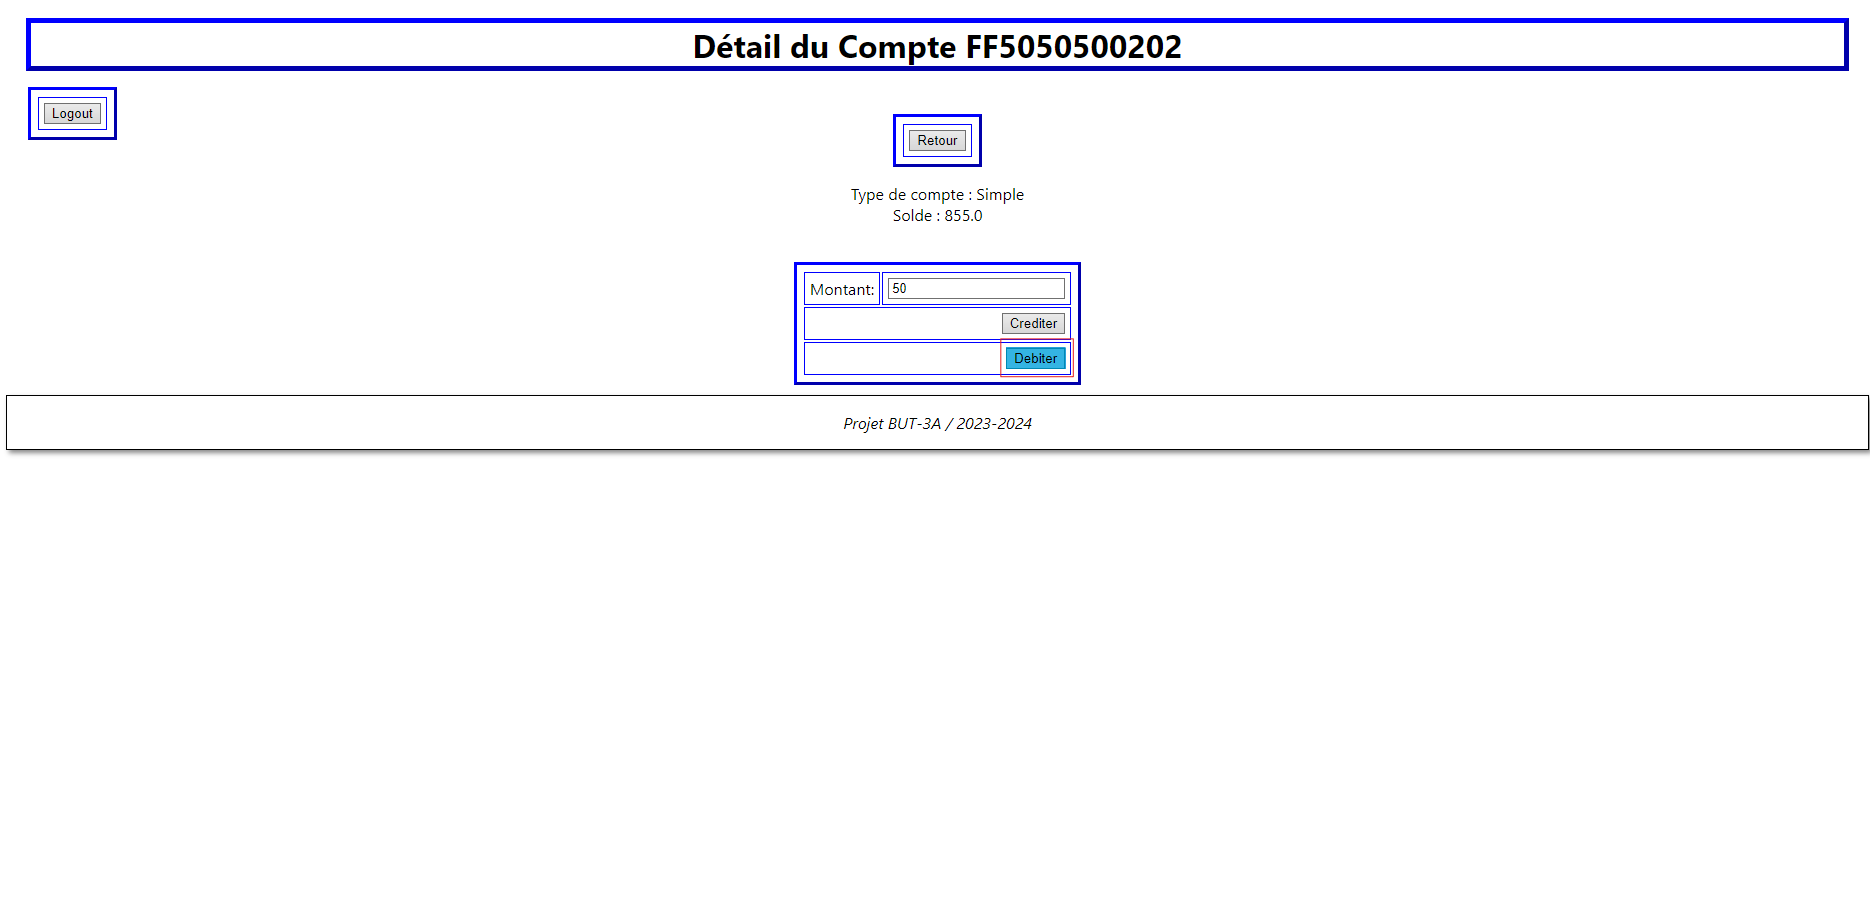 Détail du Compte FF5050500202
Logout
Retour
Type de compte : Simple
Solde : 855.0
Montant: 50
Crediter
Debiter
Projet BUT-3A / 2023-2024